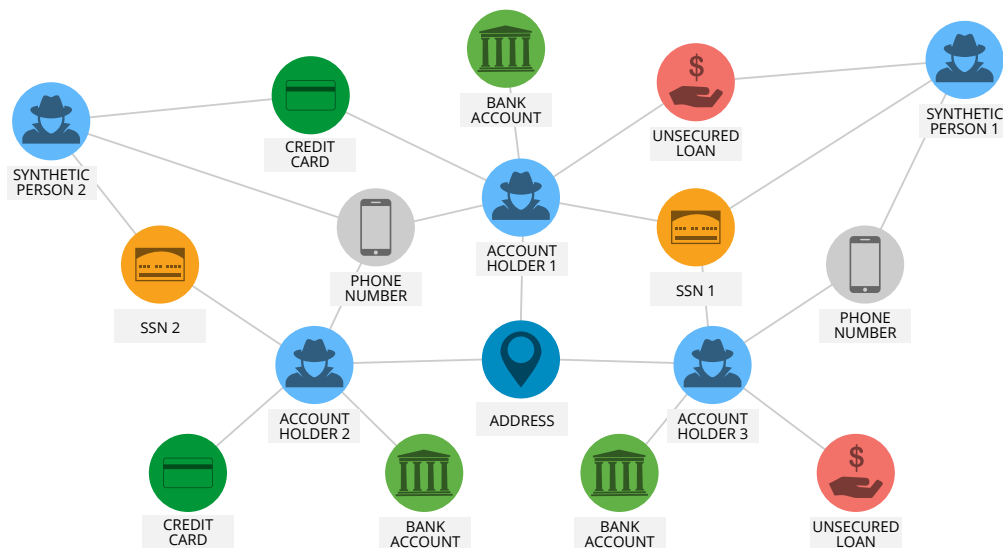 BANK
ACCOUNT
SYNTHETIC
PERSON 1
$
UNSECURED
LOAN
CREDIT
CARD
SYNTHETIC
PERSON 2
ACCOUNT
HOLDER 1
PHONE
NUMBER
SSN 1
SSN 2
PHONE
NUMBER
ACCOUNT
HOLDER 2
ADDRESS
ACCOUNT
HOLDER 3
$
CREDIT
CARD
BANK
ACCOUNT
BANK
ACCOUNT
UNSECURED
LOAN